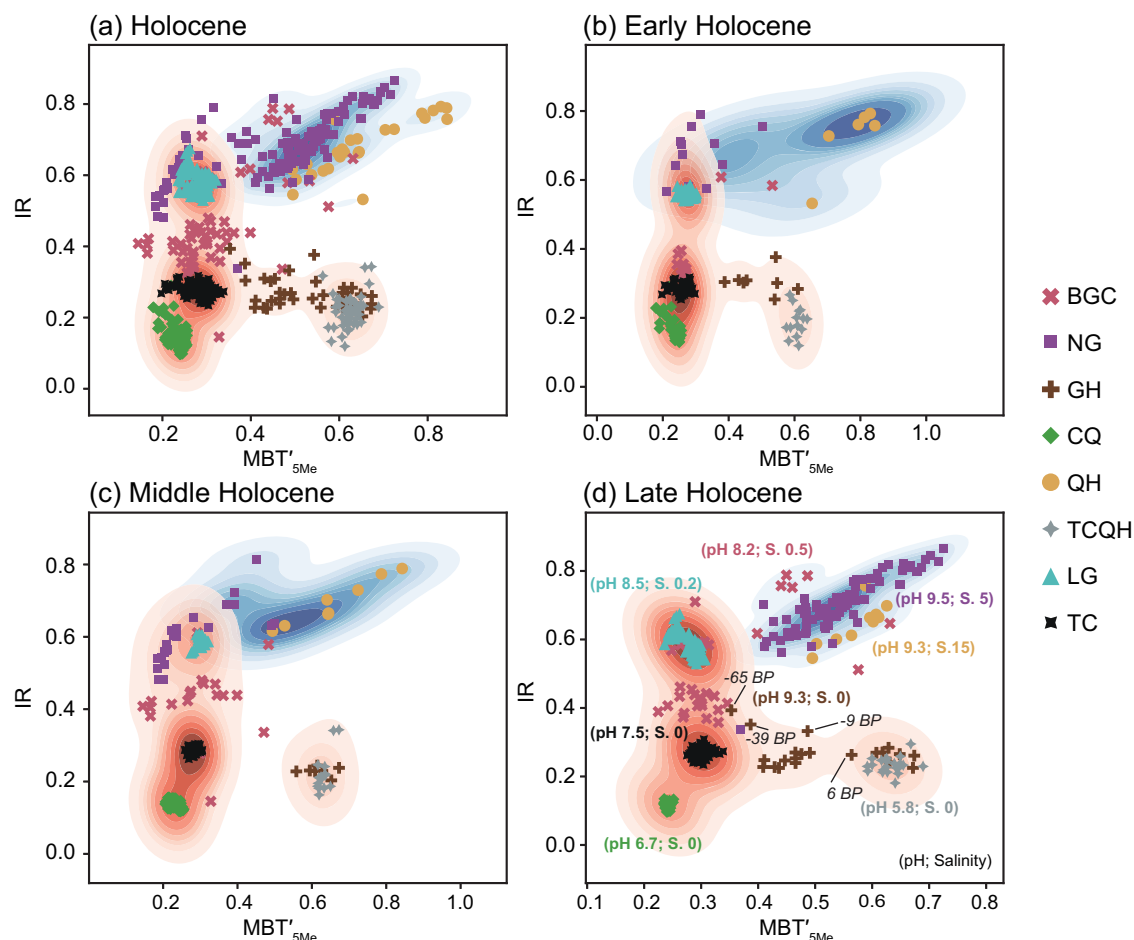 (a) Holocene
IR
0.8
0.6
0.4
0.2
0.0
0.2
0.4
0.6
0.8
MBT′5Me
(b) Early Holocene
IR
0.8
0.6
0.4
0.2
0.0
0.0
0.2
0.4
0.6
0.8
1.0
MBT′5Me
(c) Middle Holocene
IR
0.8
0.6
0.4
0.2
0.0
0.2
0.4
0.6
0.8
1.0
MBT′5Me
(d) Late Holocene
IR
0.8
0.6
0.4
0.2
0.0
(pH 8.2; S. 0.5)
(pH 8.5; S. 0.2)
(pH 9.5; S. 5)
(pH 9.3; S.15)
-65 BP
(pH 9.3; S. 0)
(pH 7.5; S. 0)
-39 BP
-9 BP
6 BP
(pH 5.8; S. 0)
(pH 6.7; S. 0)
(pH; Salinity)
0.1
0.2
0.3
0.4
0.5
0.6
0.7
0.8
MBT′5Me
BGC
NG
GH
CQ
QH
TCQH
LG
TC